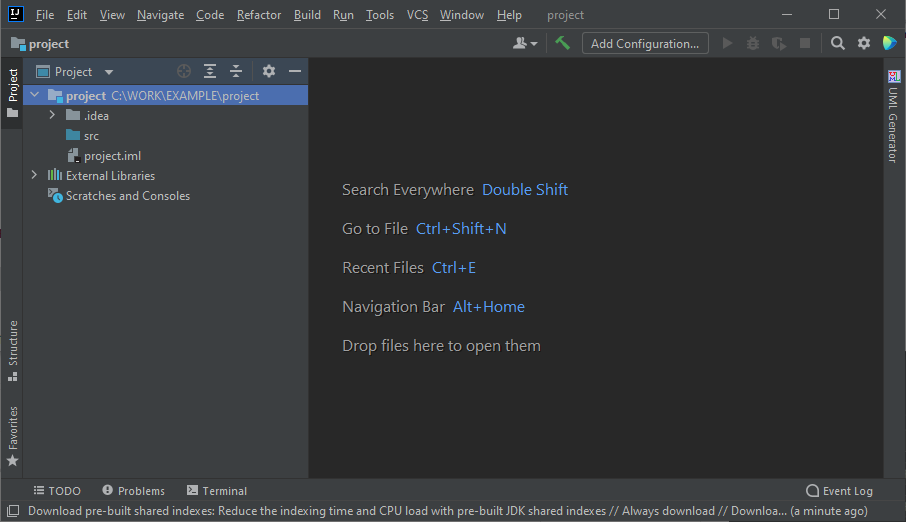 IJ File Edit View Navigate Code Refactor Build Run Tools VCS Window Help project
project Add Configuration...
Project
Project
project C:\WORK\EXAMPLE\project
.idea
src
project.iml
External Libraries
Scratches and Consoles
Structure
Favorites
Search Everywhere Double Shift
Go to File Ctrl+Shift+N
Recent Files Ctrl+E
Navigation Bar Alt+Home
Drop files here to open them
UML
UML Generator
TODO Problems Terminal Event Log
Download pre-built shared indexes: Reduce the indexing time and CPU load with pre-built JDK shared indexes // Always download // Downloa... (a minute ago)